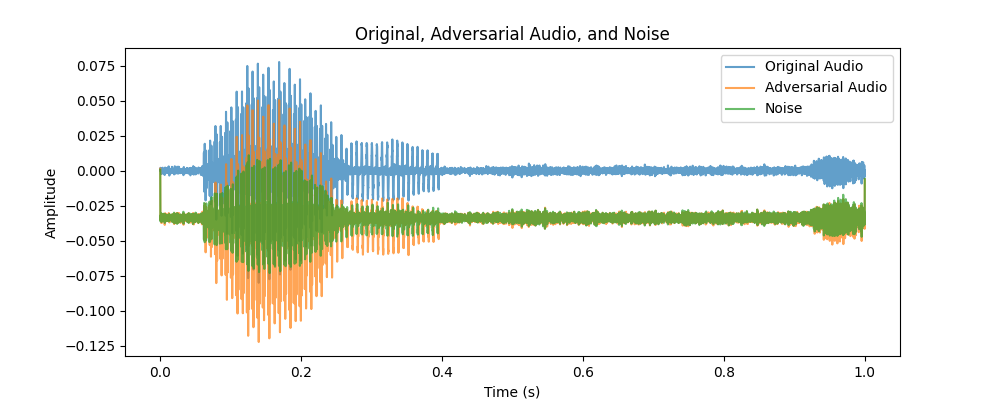 Original, Adversarial Audio, and Noise
Original Audio
Adversarial Audio
Noise
Amplitude
0.075
0.050
0.025
0.000
−0.025
−0.050
−0.075
−0.100
−0.125
0.0 0.2 0.4 0.6 0.8 1.0
Time (s)